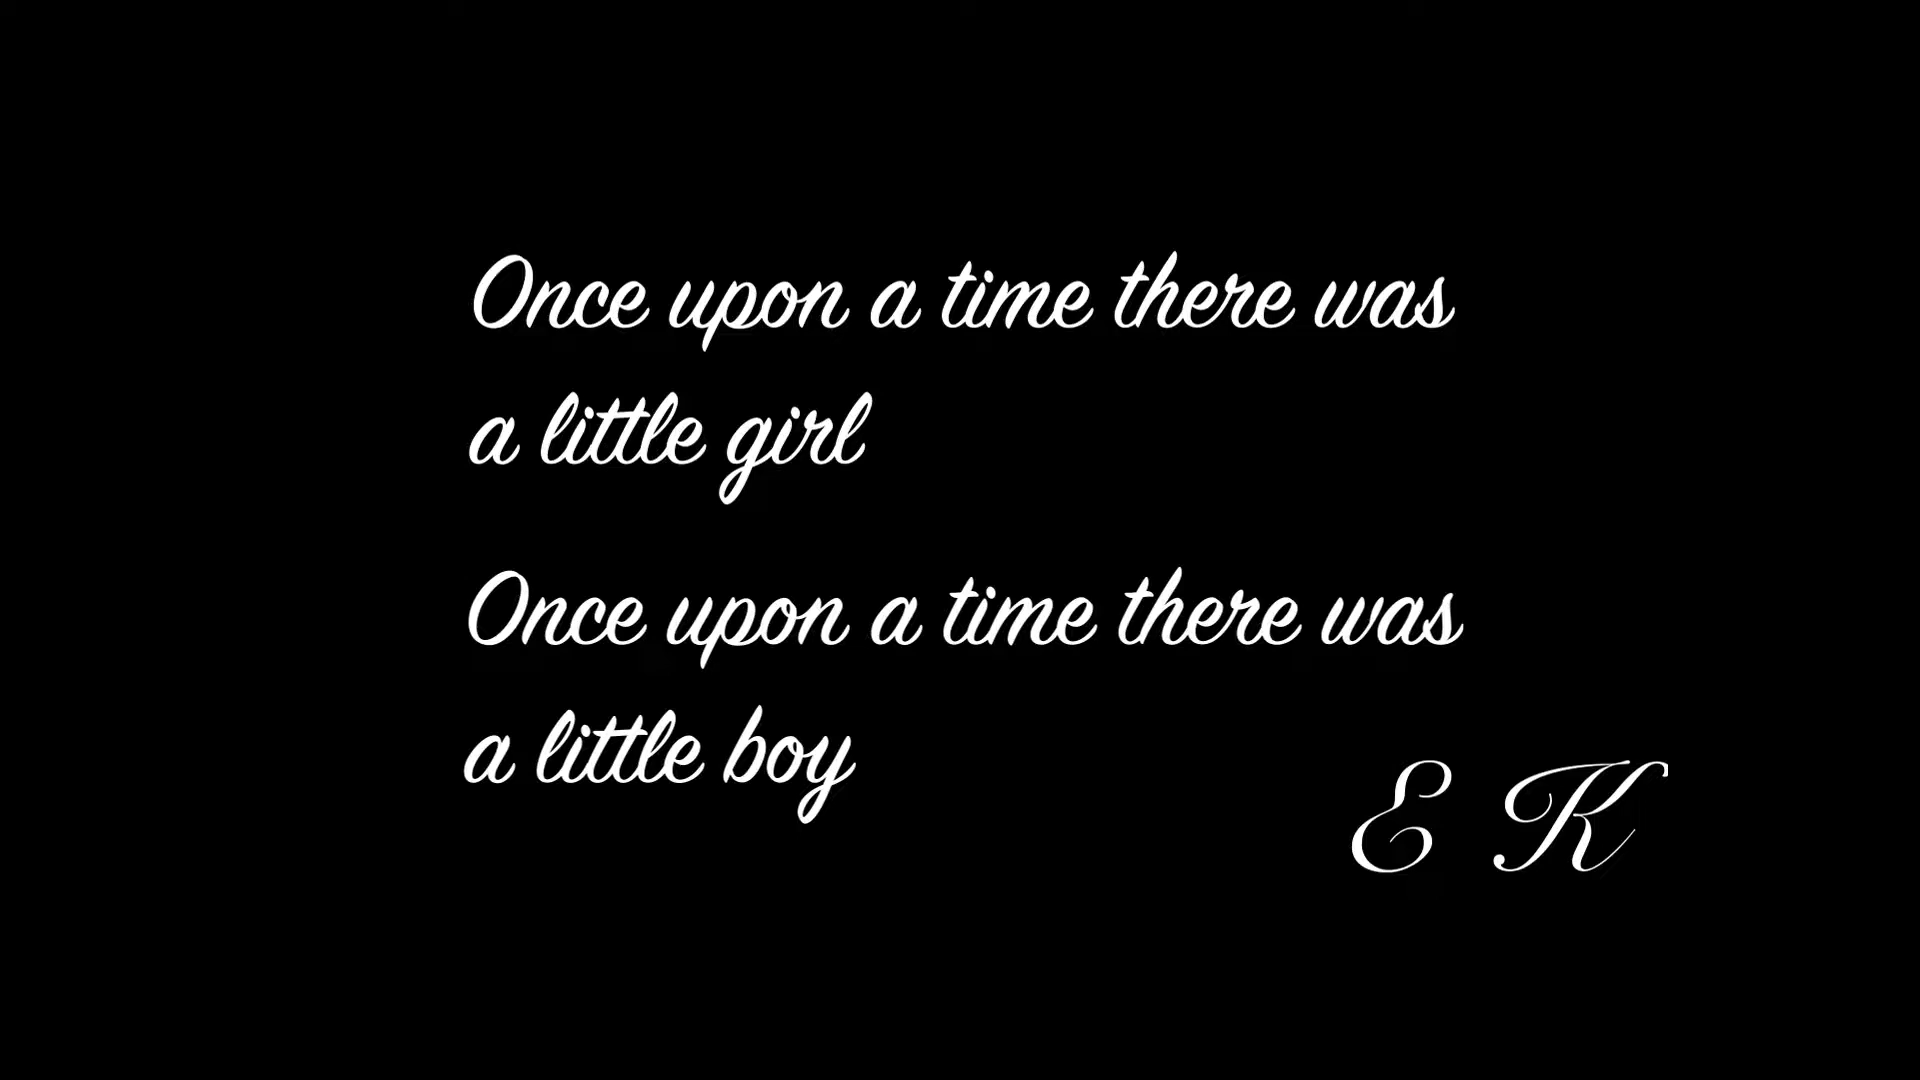 Once upon a time there was
a little girl
Once upon a time there was
a little boy
E K